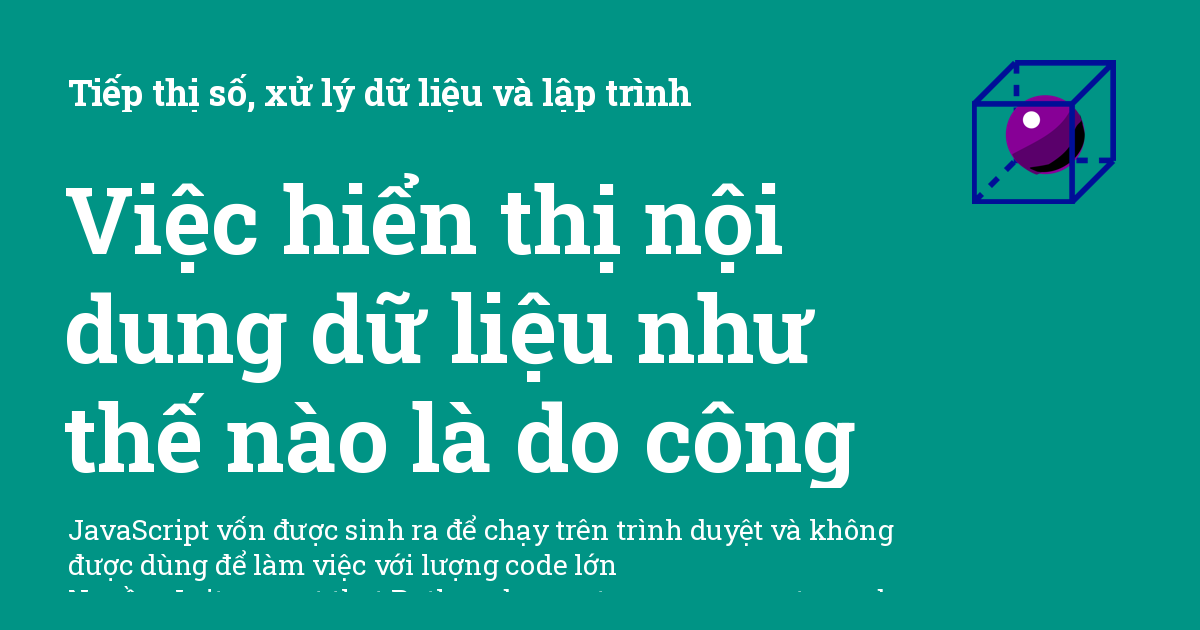 Tiếp thị số, xử lý dữ liệu và lập trình
Việc hiển thị nội
dung dữ liệu như
thế nào là do công
JavaScript vốn được sinh ra để chạy trên trình duyệt và không
được dùng để làm việc với lượng code lớn